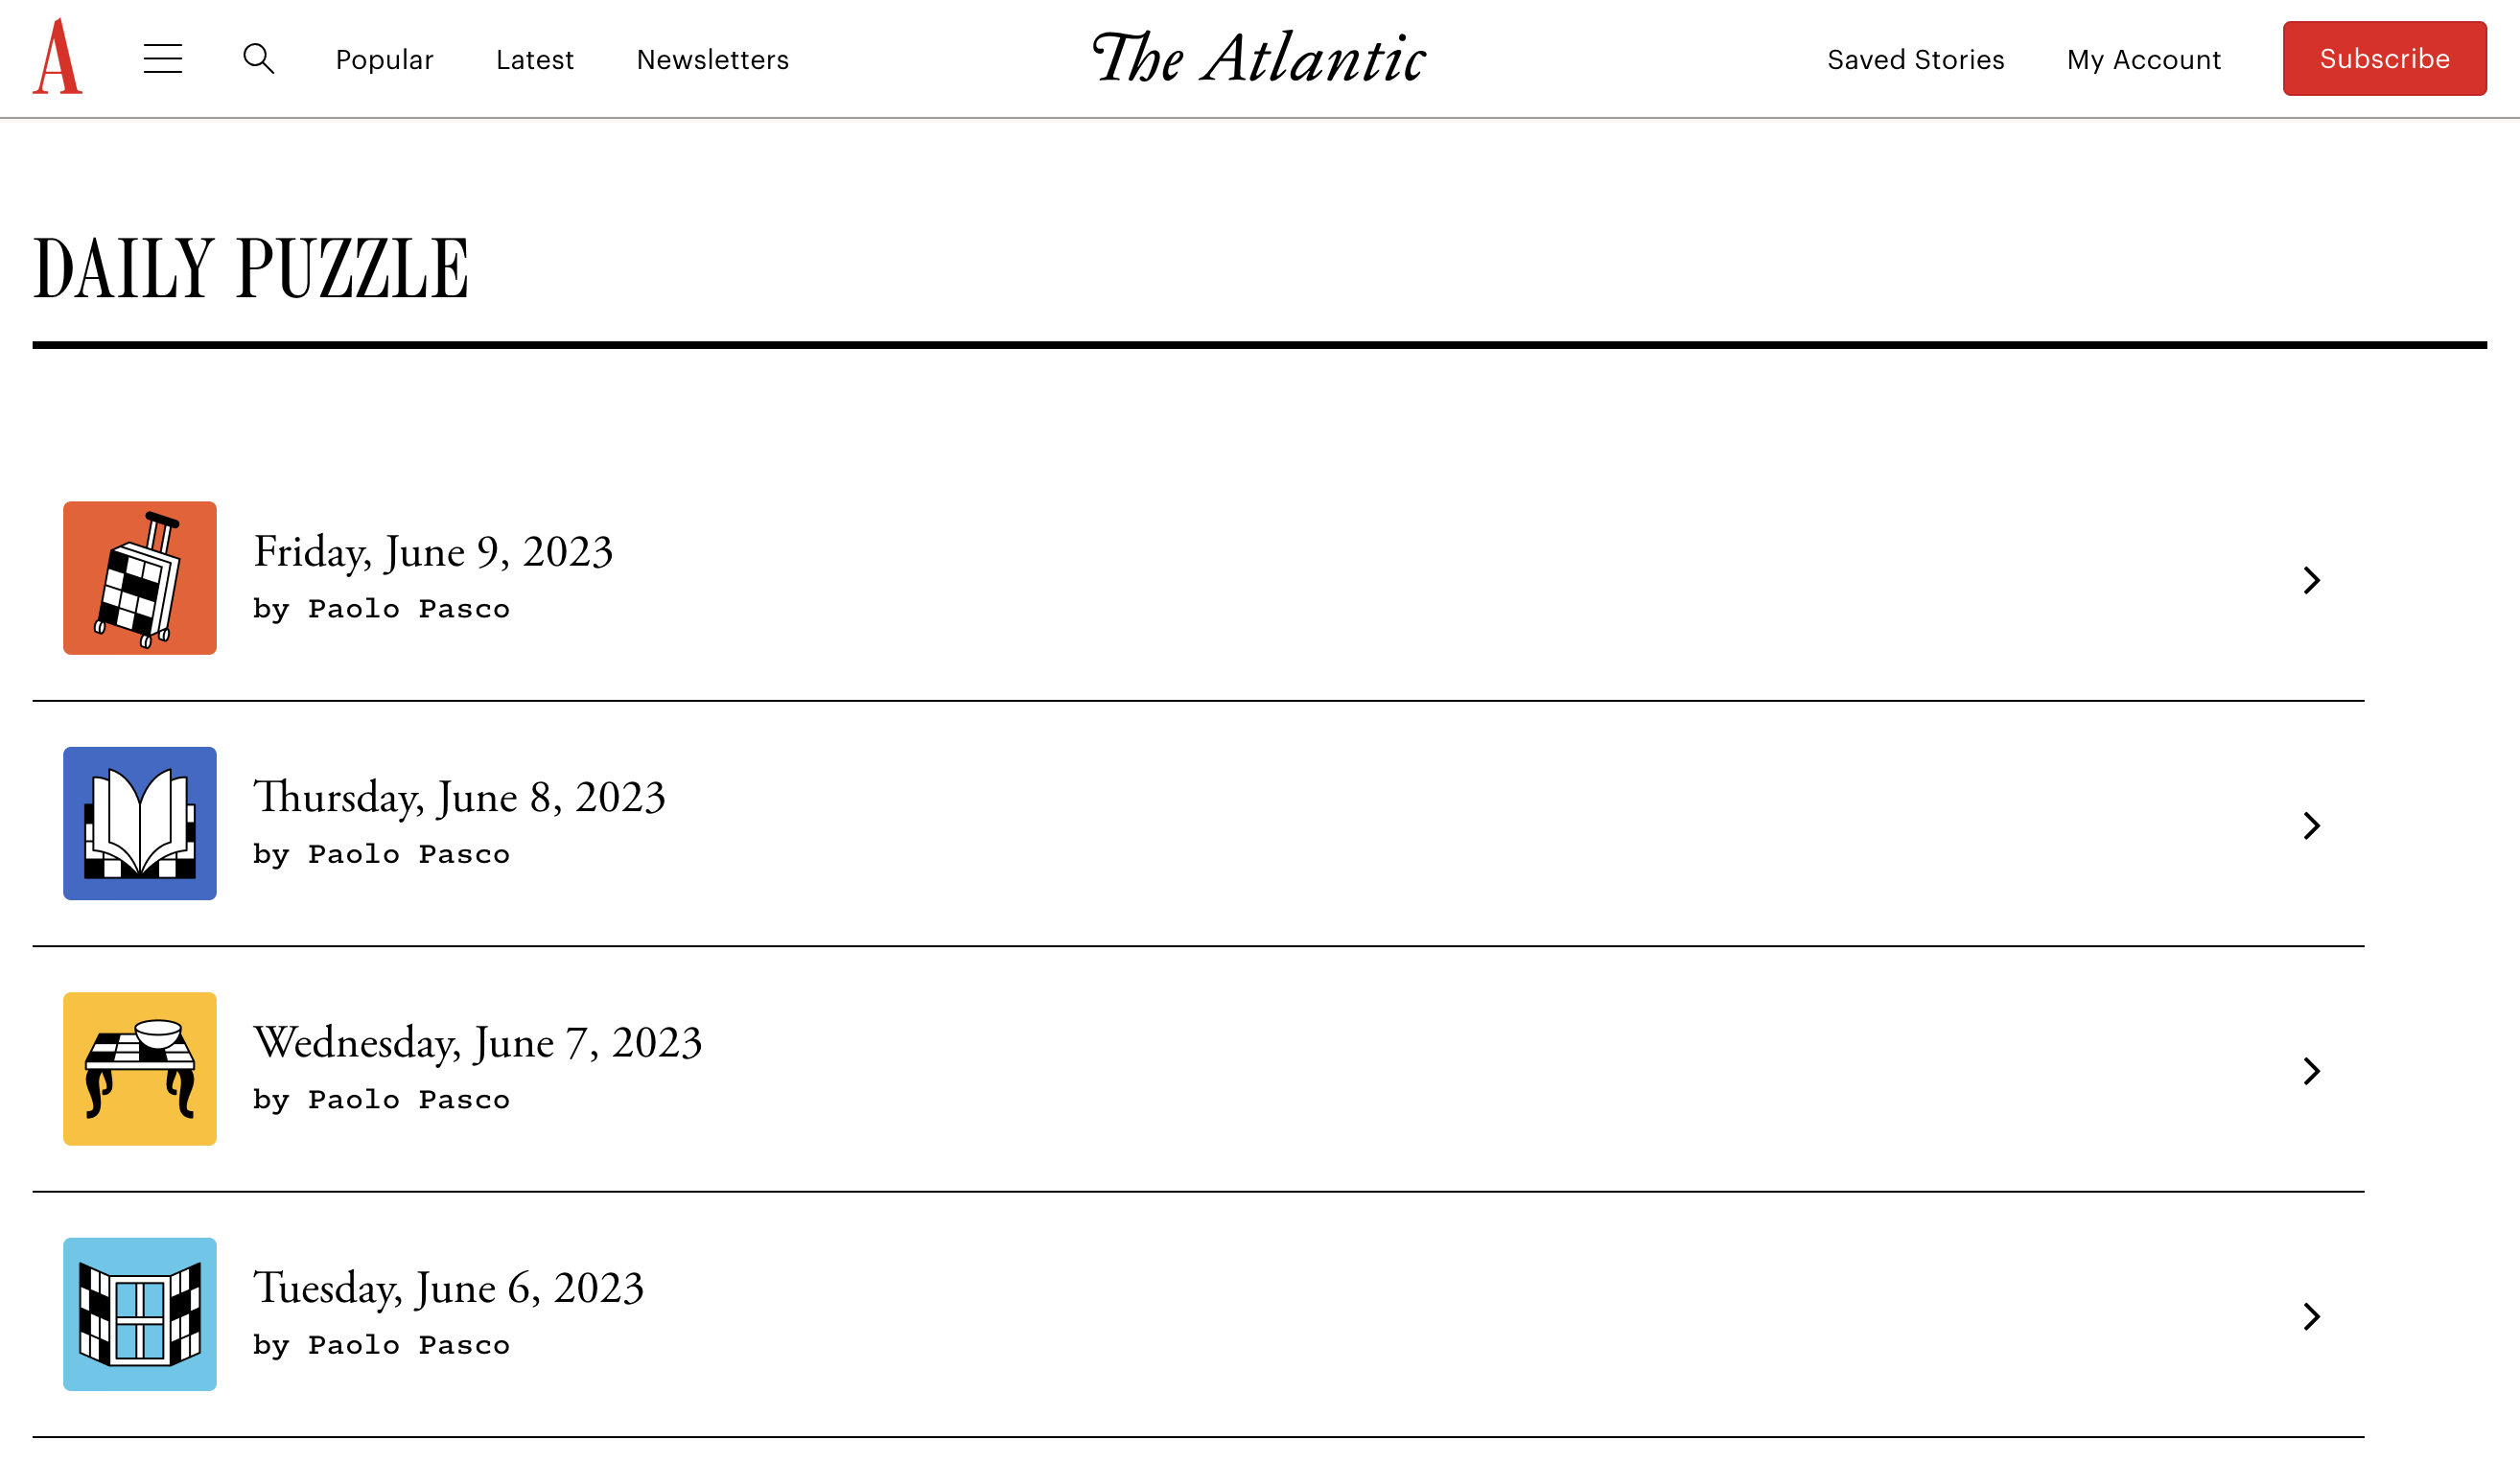 A
Popular Latest Newsletters The Atlantic Saved Stories My Account Subscribe
DAILY PUZZLE
Friday, June 9, 2023
by Paolo Pasco
Thursday, June 8, 2023
by Paolo Pasco
Wednesday, June 7, 2023
by Paolo Pasco
Tuesday, June 6, 2023
by Paolo Pasco